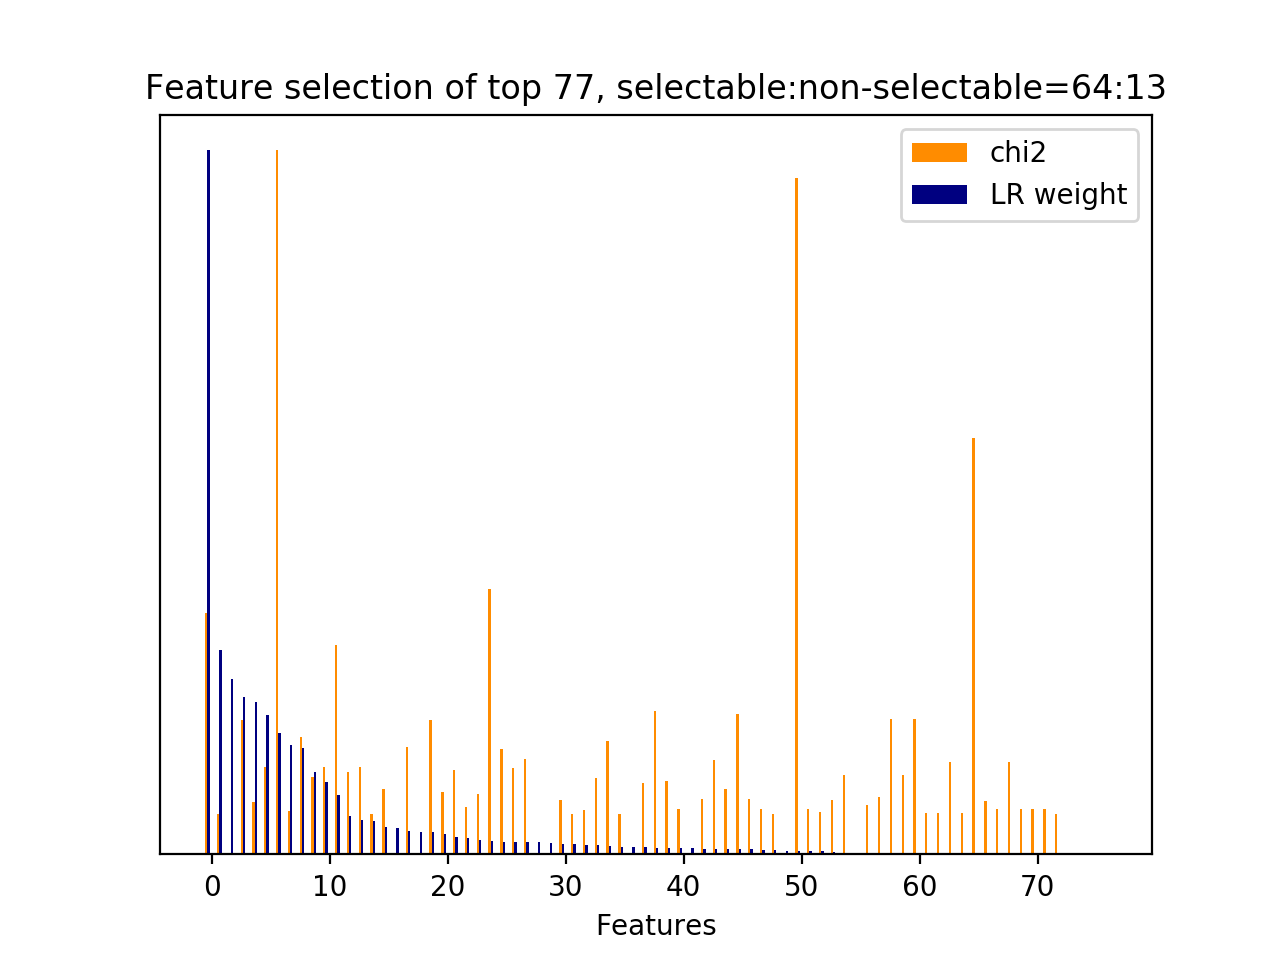 Feature selection of top 77, selectable:non-selectable=64:13
chi2
LR weight
0 10 20 30 40 50 60 70
Features